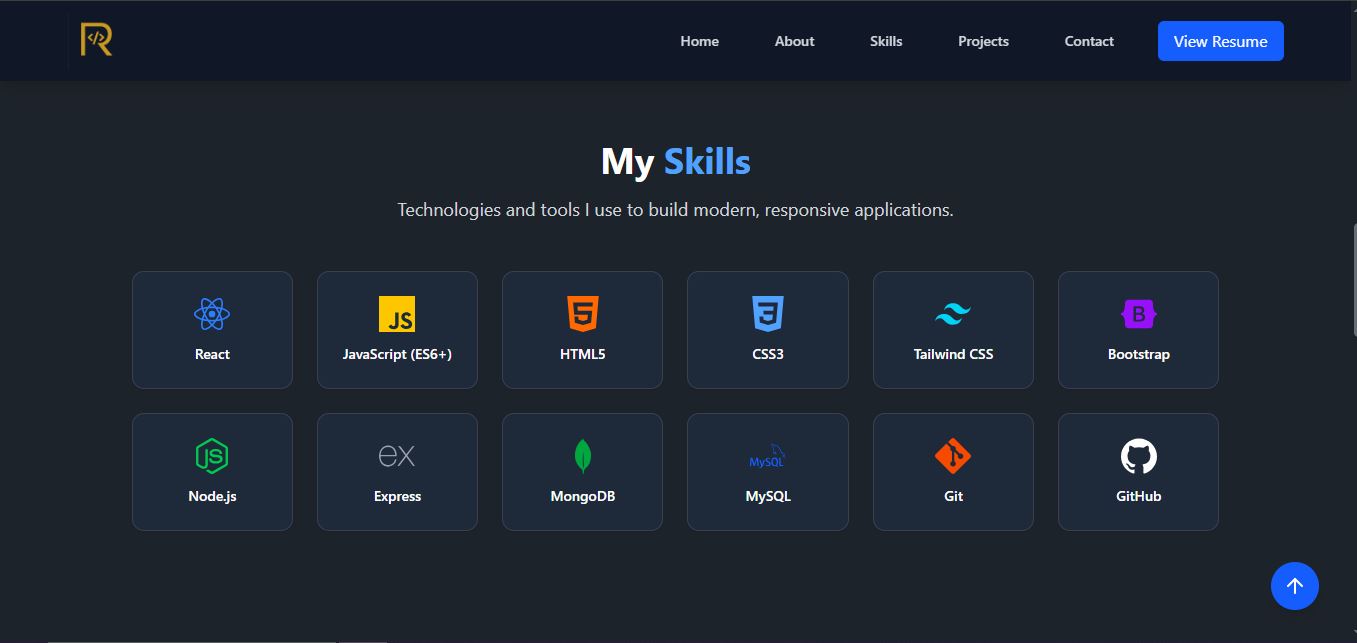 R </>
Home About Skills Projects Contact View Resume
My Skills
Technologies and tools I use to build modern, responsive applications.
JS 5 3 B
React JavaScript (ES6+) HTML5 CSS3 Tailwind CSS Bootstrap
JS ex MySQL
Node.js Express MongoDB MySQL Git GitHub